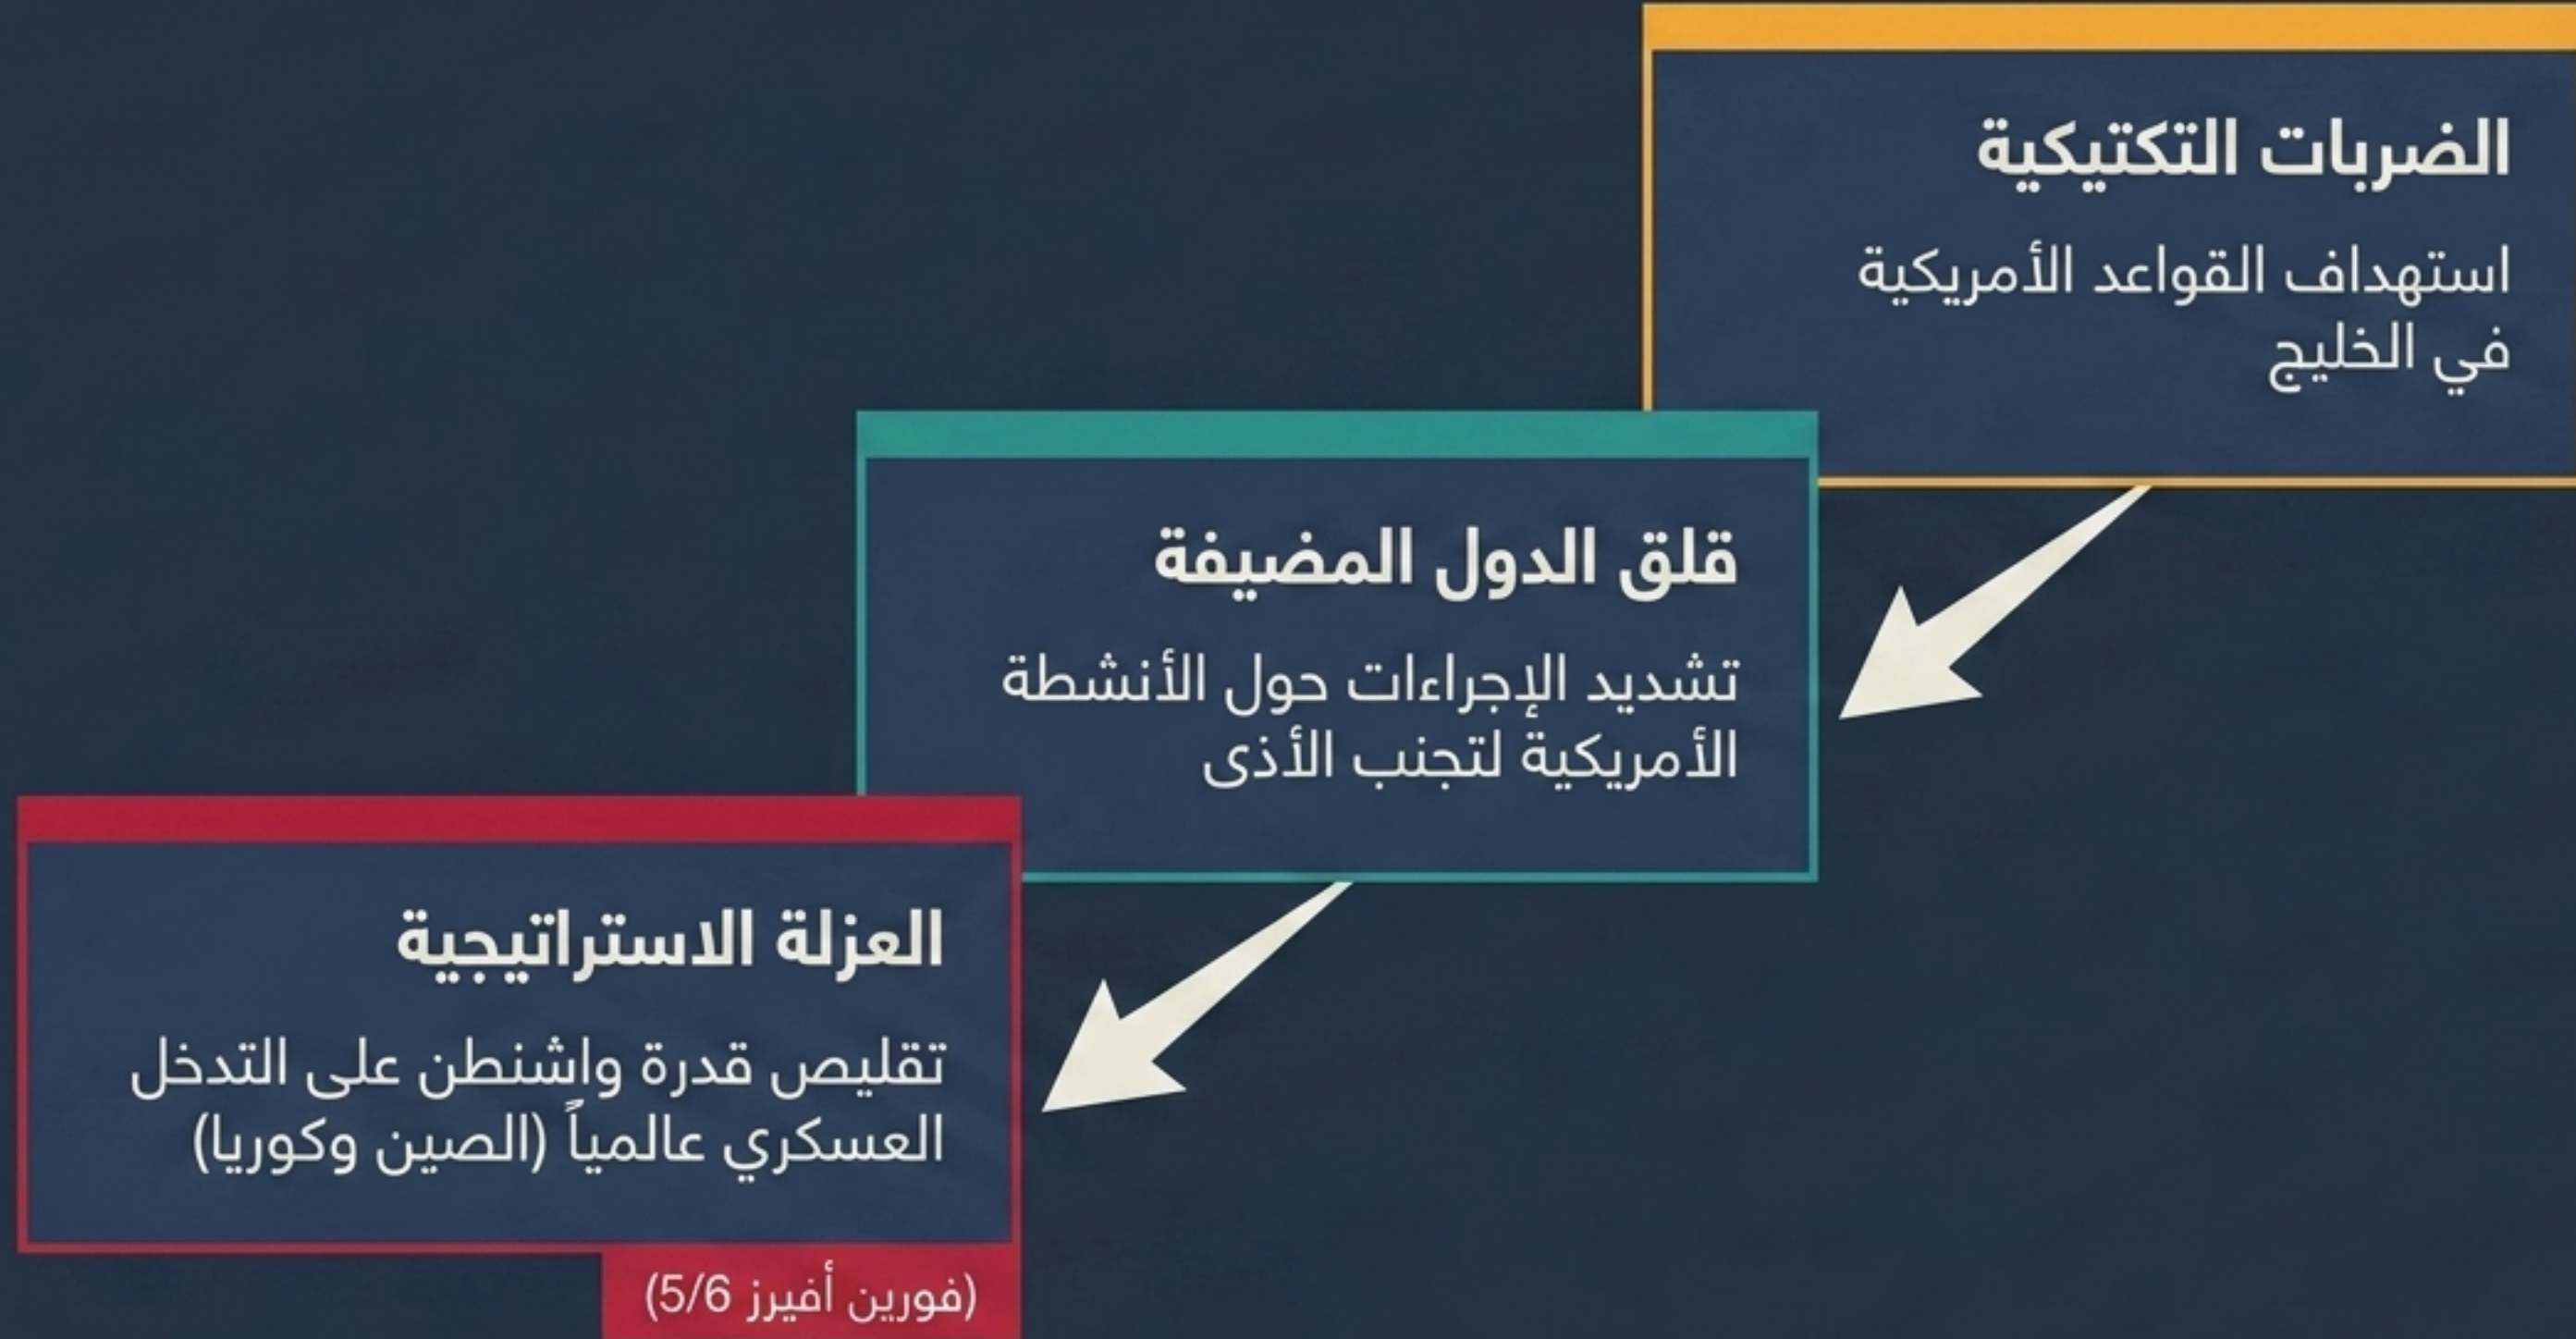 الضربات التكتيكية
استهداف القواعد الأمريكية
في الخليج
قلق الدول المضيفة
تشديد الإجراءات حول الأنشطة
الأمريكية لتجنب الأذى
العزلة الاستراتيجية
تقليص قدرة واشنطن على التدخل
العسكري عالمياً (الصين وكوريا)
(فورين أفيرز 5/6)